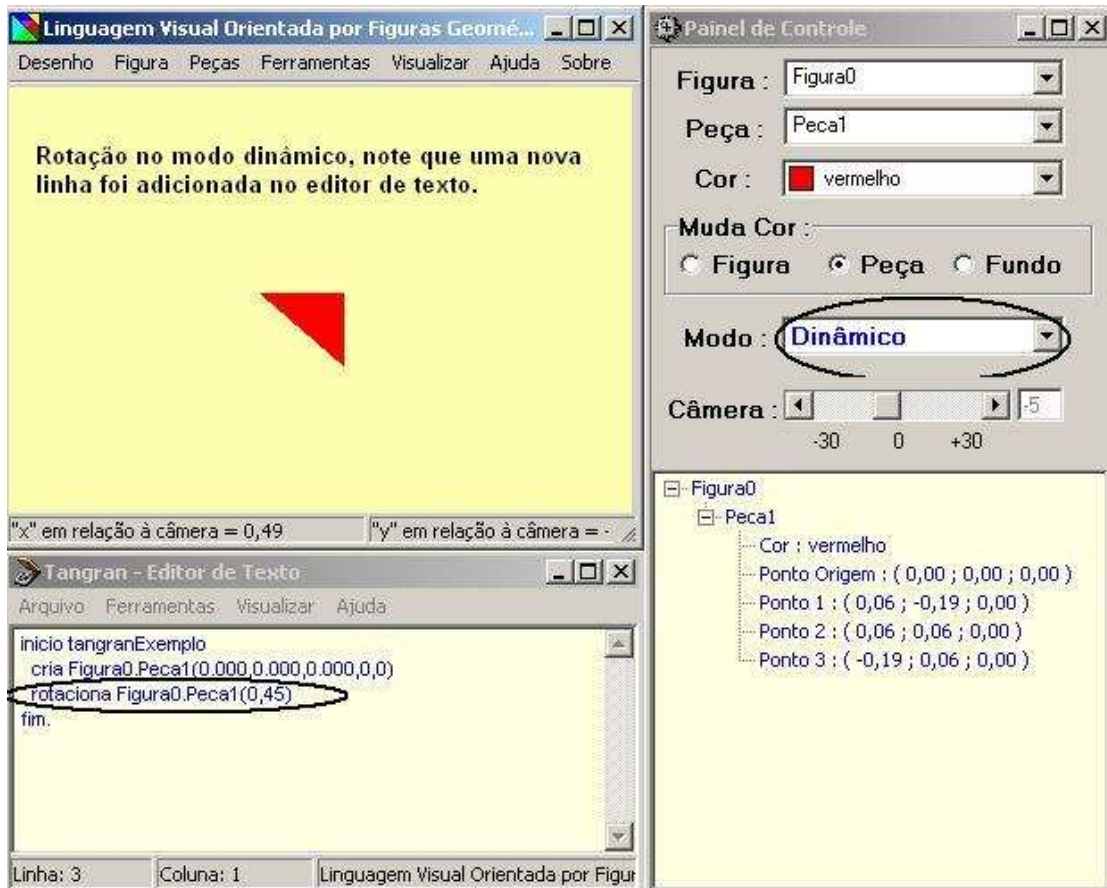 Linguagem Visual Orientada por Figuras Geomé...
Desenho Figura Peças Ferramentas Visualizar Ajuda Sobre
Rotação no modo dinâmico, note que uma nova
linha foi adicionada no editor de texto.
"x" em relação à câmera = 0,49 "y" em relação à câmera = -
Tangran - Editor de Texto
Arquivo Ferramentas Visualizar Ajuda
inicio tangranExemplo
cria Figura0.Peca1(0.000,0.000,0.000,0,0)
rotaciona Figura0.Peca1(0,45)
fim.
Linha: 3 Coluna: 1 Linguagem Visual Orientada por Figur
Painel de Controle
Figura : Figura0
Peça : Peca1
Cor : vermelho
Muda Cor :
Figura Peça Fundo
Modo : Dinâmico
Câmera : -5
-30 0 +30
Figura0
Peca1
Cor : vermelho
Ponto Origem : ( 0,00 ; 0,00 ; 0,00 )
Ponto 1 : ( 0,06 ; -0,19 ; 0,00 )
Ponto 2 : ( 0,06 ; 0,06 ; 0,00 )
Ponto 3 : ( -0,19 ; 0,06 ; 0,00 )